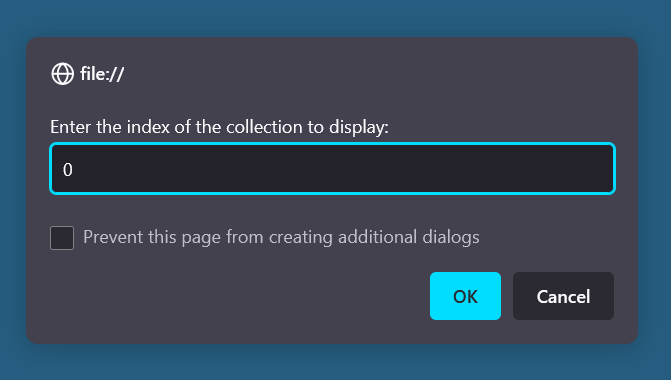 file://
Enter the index of the collection to display:
0
Prevent this page from creating additional dialogs
OK
Cancel